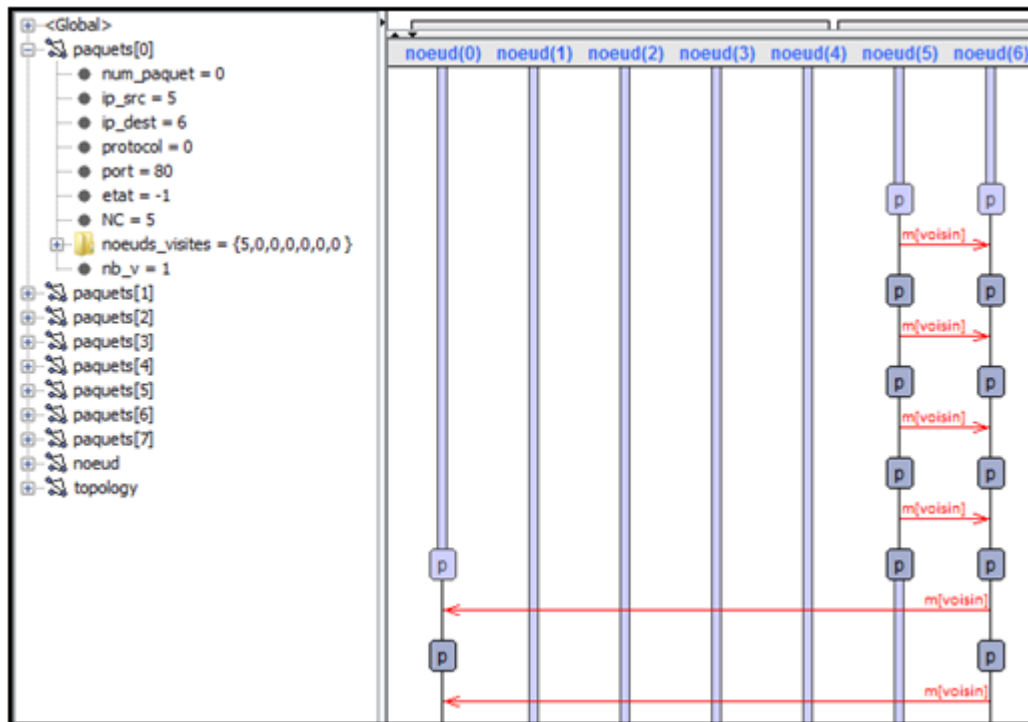 <Global>
paquets[0]
num_paquet = 0
ip_src = 5
ip_dest = 6
protocol = 0
port = 80
etat = -1
NC = 5
noeuds_visites = {5,0,0,0,0,0,0 }
nb_v = 1
paquets[1]
paquets[2]
paquets[3]
paquets[4]
paquets[5]
paquets[6]
paquets[7]
noeud
topology
noeud(0) noeud(1) noeud(2) noeud(3) noeud(4) noeud(5) noeud(6)
p p
m[voisin]
p p
m[voisin]
p p
m[voisin]
p p
m[voisin]
p p p
m[voisin]
p p
m[voisin]